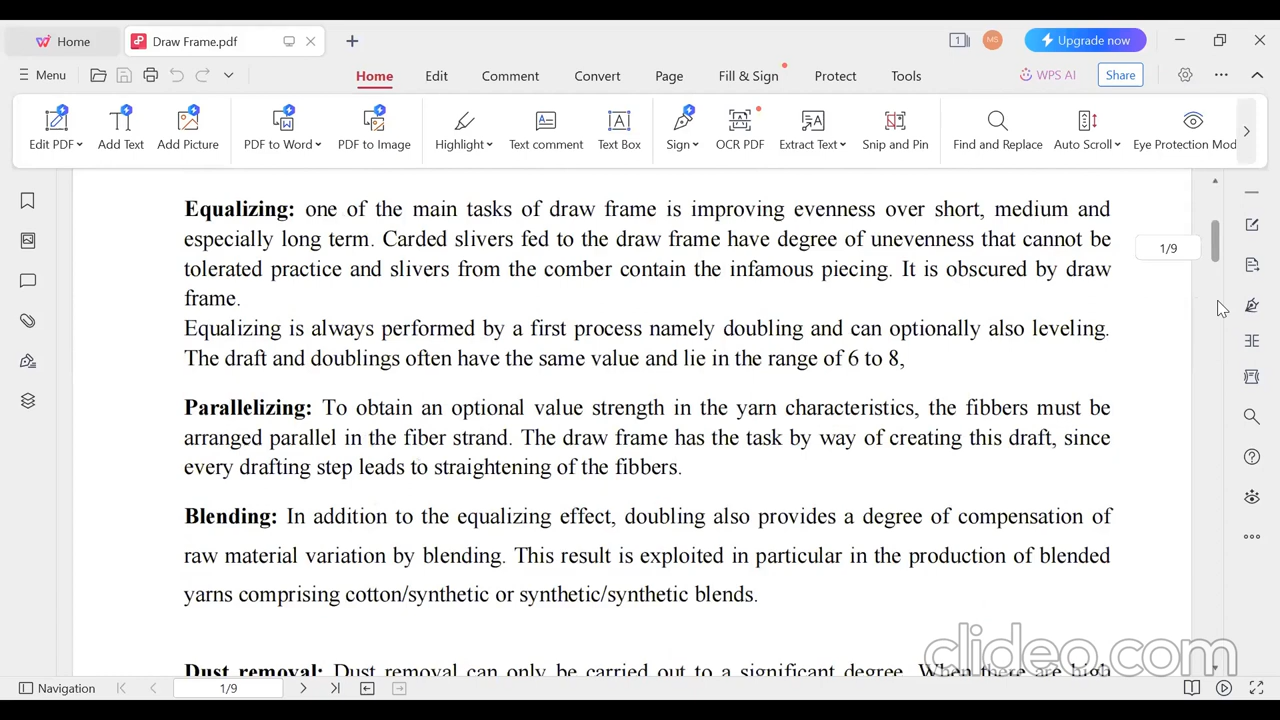 Home
Draw Frame.pdf
1
MS
Upgrade now
Menu
Home
Edit
Comment
Convert
Page
Fill & Sign
Protect
Tools
WPS AI
Share
Edit PDF
Add Text
Add Picture
PDF to Word
PDF to Image
Highlight
Text comment
Text Box
Sign
OCR PDF
Extract Text
Snip and Pin
Find and Replace
Auto Scroll
Eye Protection Mod
Equalizing: one of the main tasks of draw frame is improving evenness over short, medium and
especially long term. Carded slivers fed to the draw frame have degree of unevenness that cannot be
tolerated practice and slivers from the comber contain the infamous piecing. It is obscured by draw
frame.
Equalizing is always performed by a first process namely doubling and can optionally also leveling.
The draft and doublings often have the same value and lie in the range of 6 to 8,
1/9
Parallelizing: To obtain an optional value strength in the yarn characteristics, the fibbers must be
arranged parallel in the fiber strand. The draw frame has the task by way of creating this draft, since
every drafting step leads to straightening of the fibbers.
Blending: In addition to the equalizing effect, doubling also provides a degree of compensation of
raw material variation by blending. This result is exploited in particular in the production of blended
yarns comprising cotton/synthetic or synthetic/synthetic blends.
Dust removal: Dust removal can only be carried out to a significant degree. When there are high
clideo.com
Navigation
1/9